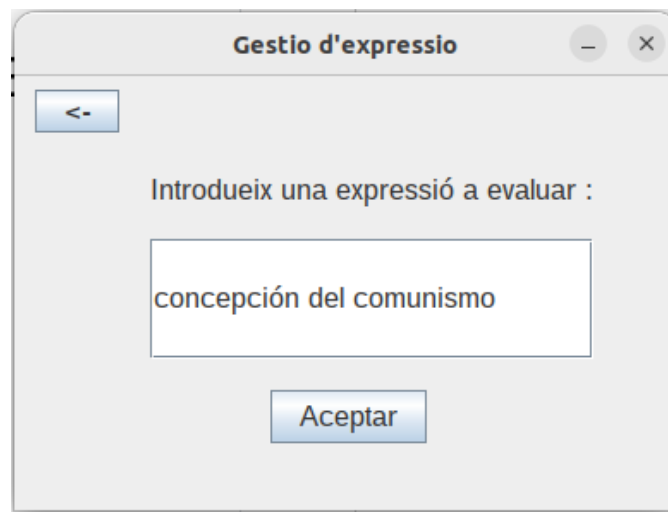 Gestio d'expressio
<-
Introdueix una expressió a evaluar :
concepción del comunismo
Aceptar